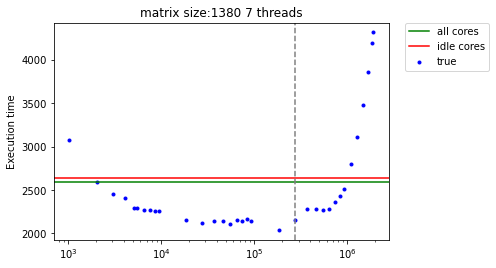 matrix size:1380 7 threads
all cores
idle cores
true
Execution time
4000
3500
3000
2500
2000
10³
10⁴
10⁵
10⁶